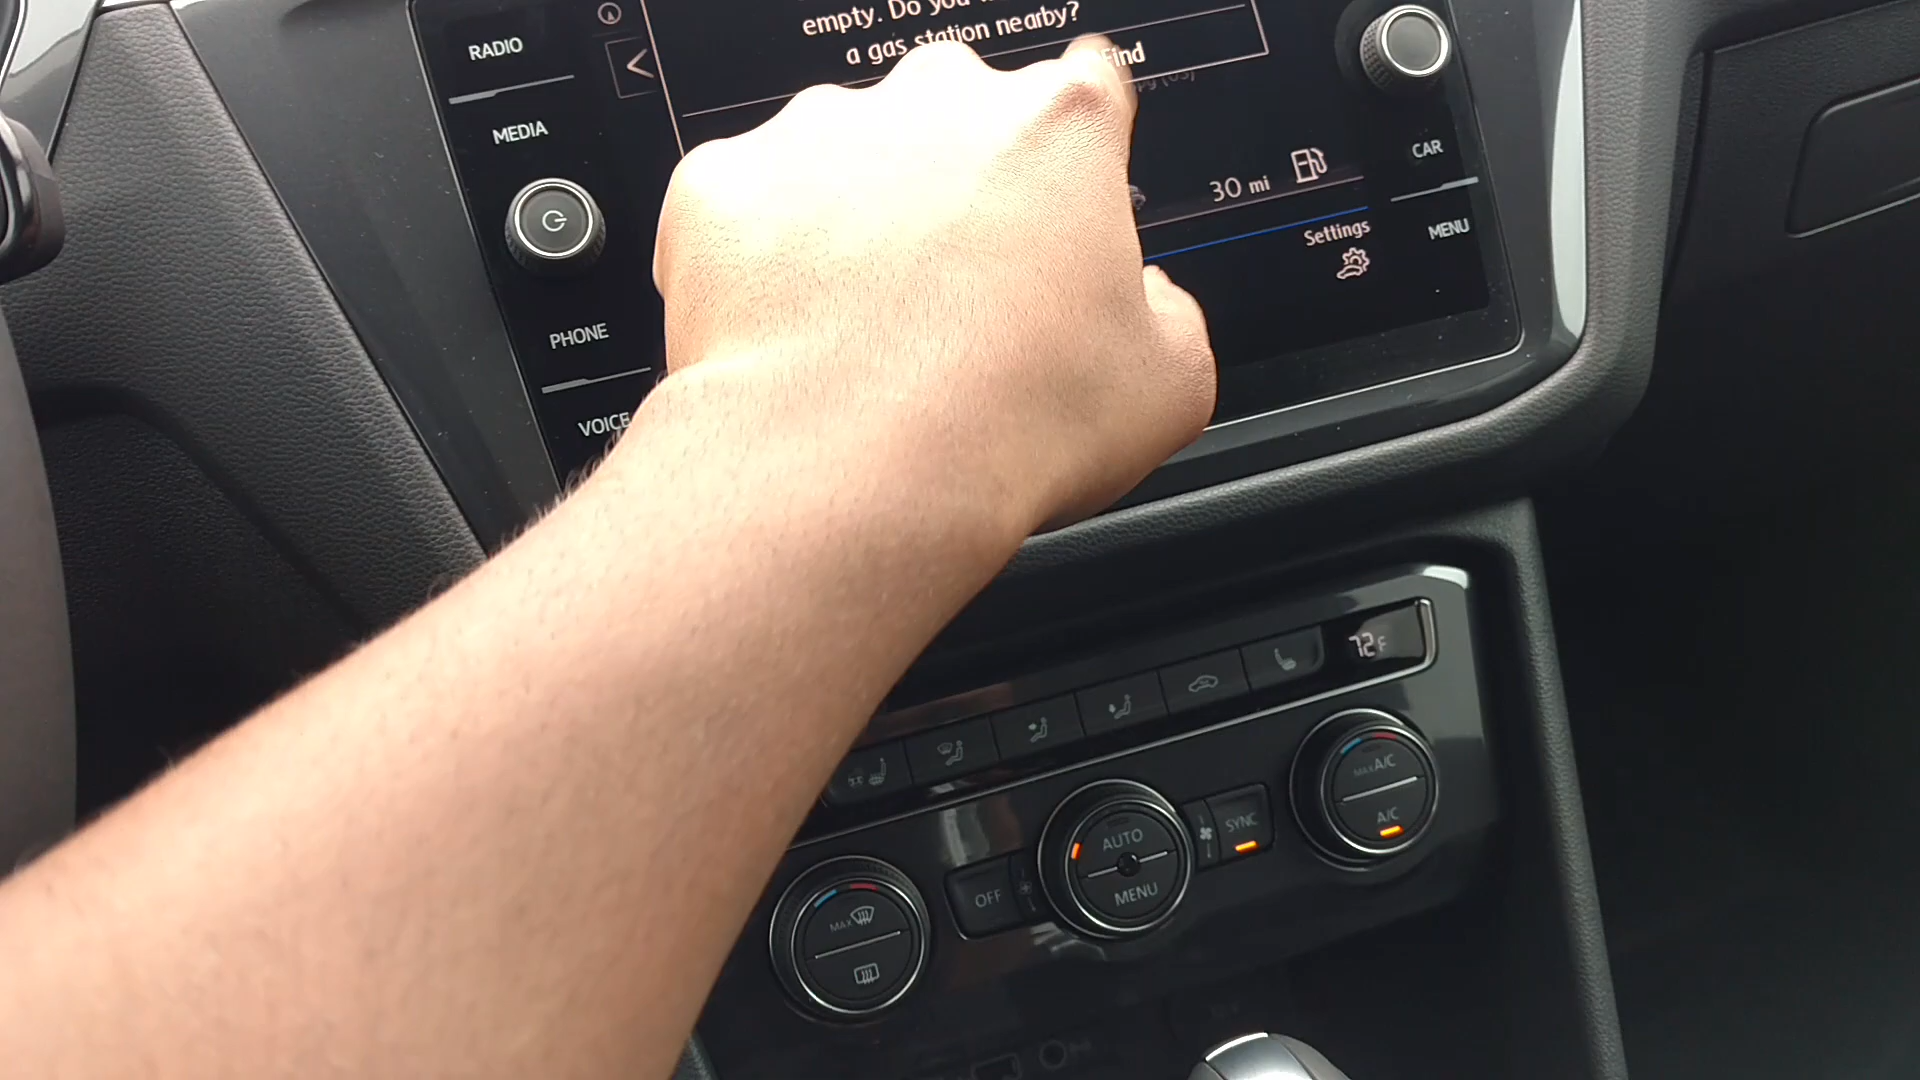 empty. Do you
a gas station nearby?
Find
RADIO
MEDIA
PHONE
VOICE
30 mi
CAR
Settings
MENU
72F
MAX A/C
A/C
AUTO
SYNC
OFF
MENU
MAX